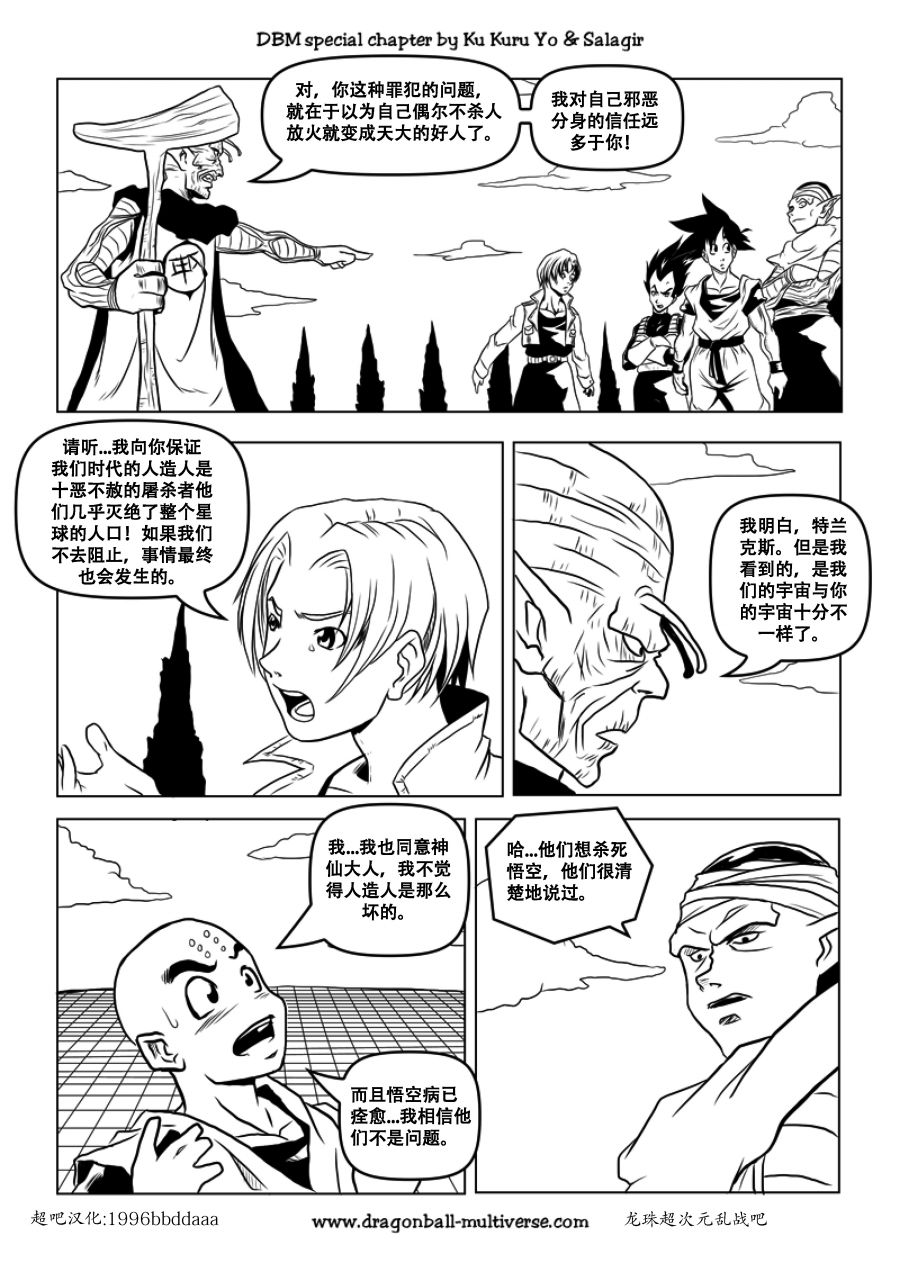 DBM special chapter by Ku Kuru Yo & Salagir
对，你这种罪犯的问题，
就在于以为自己偶尔不杀人
放火就变成天大的好人了。
我对自己邪恶
分身的信任远
多于你！
请听...我向你保证
我们时代的人造人是
十恶不赦的屠杀者他
们几乎灭绝了整个星
球的人口！如果我们
不去阻止，事情最终
也会发生的。
我明白，特兰
克斯。但是我
看到的，是我
们的宇宙与你
的宇宙十分不
一样了。
我...我也同意神
仙大人，我不觉
得人造人是那么
坏的。
而且悟空病已
痊愈...我相信他
们不是问题。
哈...他们想杀死
悟空，他们很清
楚地说过。
超吧汉化:1996bbddaaa
www.dragonball-multiverse.com
龙珠超次元乱战吧